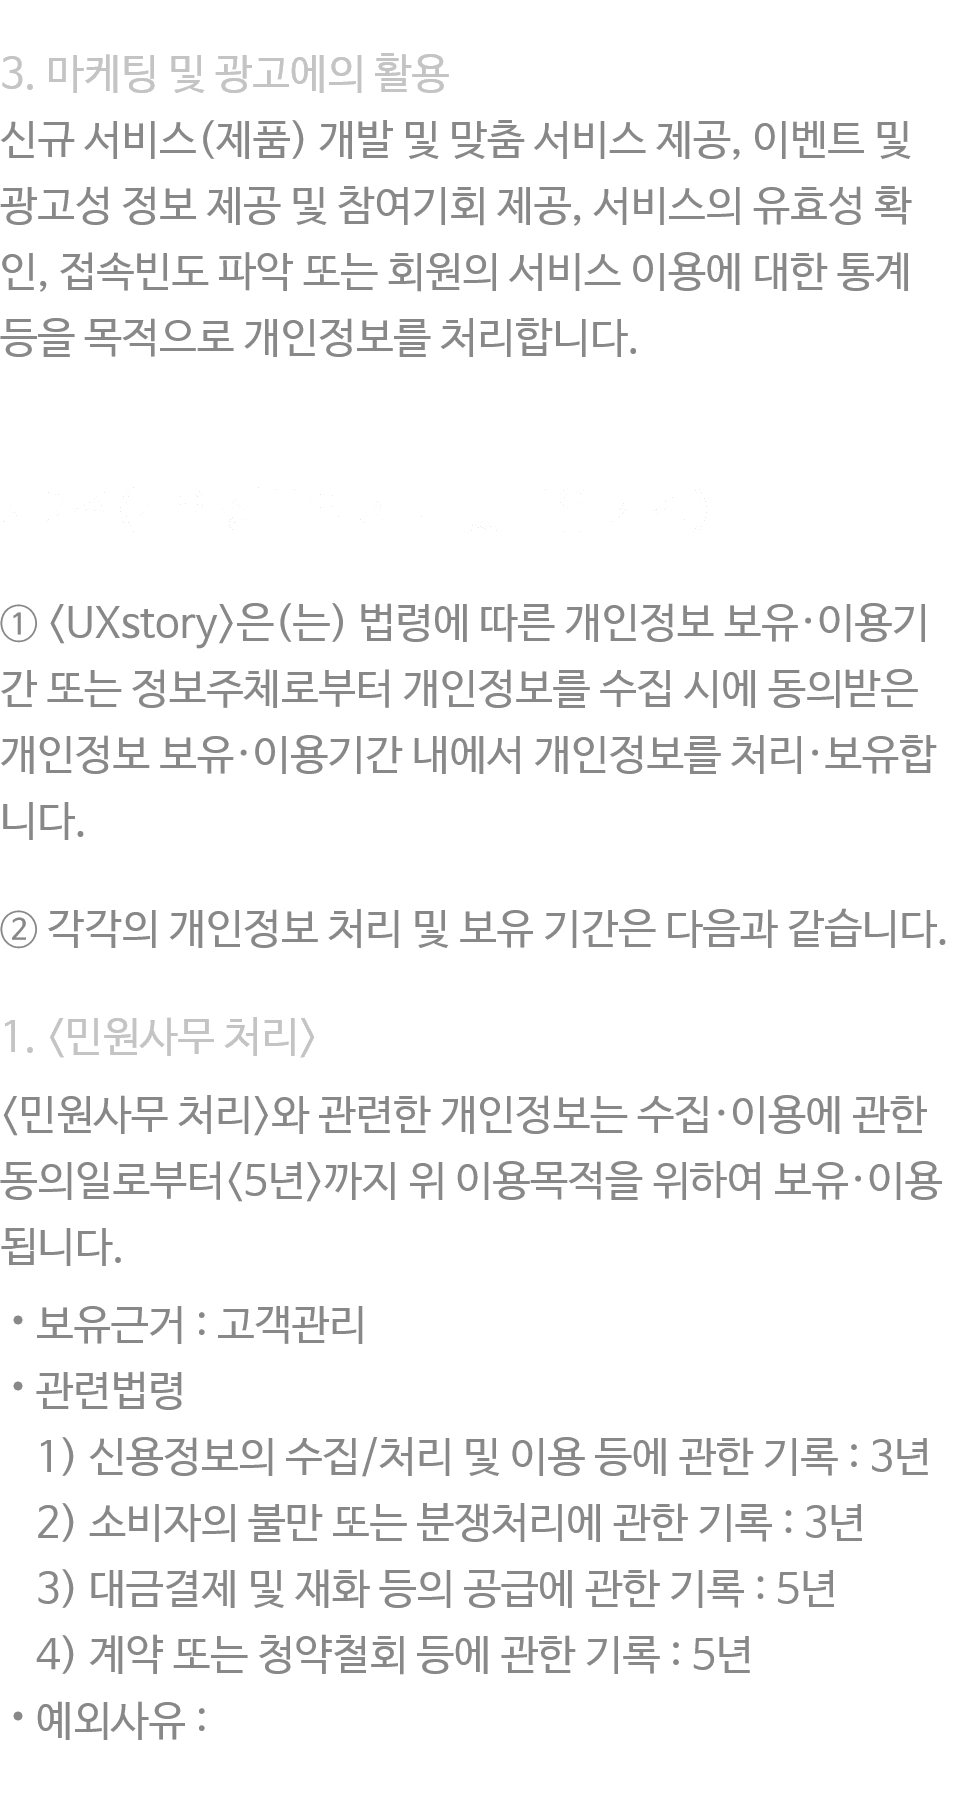 3. 마케팅 및 광고에의 활용
신규 서비스(제품) 개발 및 맞춤 서비스 제공, 이벤트 및
광고성 정보 제공 및 참여기회 제공, 서비스의 유효성 확
인, 접속빈도 파악 또는 회원의 서비스 이용에 대한 통계
등을 목적으로 개인정보를 처리합니다.
① 〈UXstory〉은(는) 법령에 따른 개인정보 보유·이용기
간 또는 정보주체로부터 개인정보를 수집 시에 동의받은
개인정보 보유·이용기간 내에서 개인정보를 처리·보유합
니다.
② 각각의 개인정보 처리 및 보유 기간은 다음과 같습니다.
1. 〈민원사무 처리〉
〈민원사무 처리〉와 관련한 개인정보는 수집·이용에 관한
동의일로부터〈5년〉까지 위 이용목적을 위하여 보유·이용
됩니다.
• 보유근거 : 고객관리
• 관련법령
1) 신용정보의 수집/처리 및 이용 등에 관한 기록 : 3년
2) 소비자의 불만 또는 분쟁처리에 관한 기록 : 3년
3) 대금결제 및 재화 등의 공급에 관한 기록 : 5년
4) 계약 또는 청약철회 등에 관한 기록 : 5년
• 예외사유 :